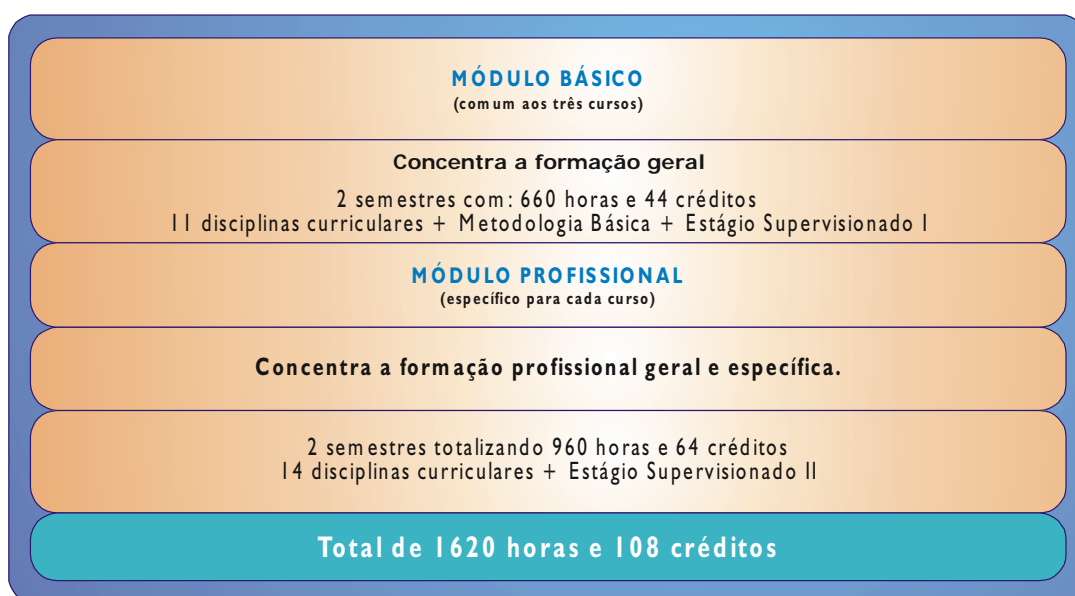 MÓDULO BÁSICO
(comum aos três cursos)
Concentra a formação geral
2 semestres com: 660 horas e 44 créditos
11 disciplinas curriculares + Metodologia Básica + Estágio Supervisionado I
MÓDULO PROFISSIONAL
(específico para cada curso)
Concentra a formação profissional geral e específica.
2 semestres totalizando 960 horas e 64 créditos
14 disciplinas curriculares + Estágio Supervisionado II
Total de 1620 horas e 108 créditos